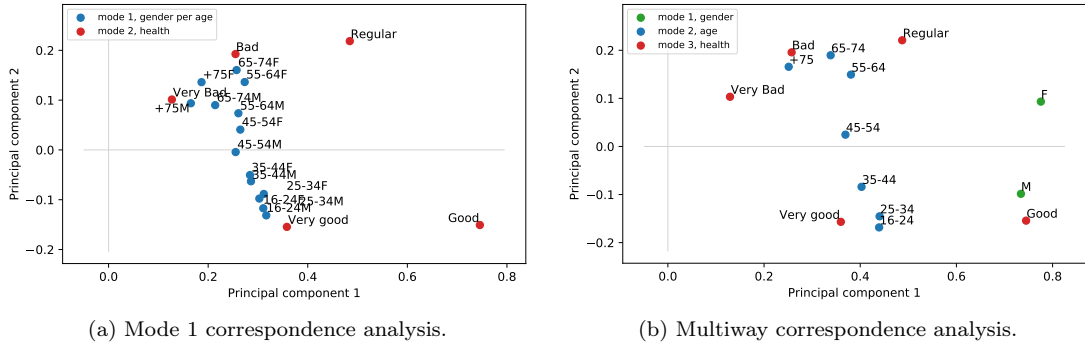 mode 1, gender per age
mode 2, health
Regular
Bad
65-74F
+75F
55-64F
Very Bad
65-74M
+75M
55-64M
45-54F
45-54M
35-44F
35-44M
25-34F
16-24F
25-34M
16-24M
Very good
Good
0.2
0.1
0.0
−0.1
−0.2
Principal component 2
0.0 0.2 0.4 0.6 0.8
Principal component 1
(a) Mode 1 correspondence analysis.
mode 1, gender
mode 2, age
mode 3, health
Regular
Bad
65-74
+75
55-64
Very Bad
F
45-54
35-44
M
25-34
Very good
Good
16-24
0.2
0.1
0.0
−0.1
−0.2
Principal component 2
0.0 0.2 0.4 0.6 0.8
Principal component 1
(b) Multiway correspondence analysis.